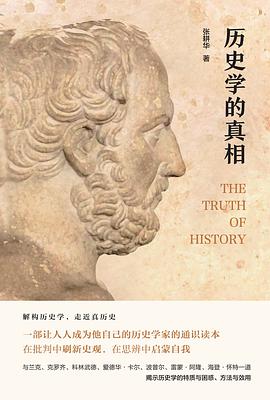 历史学的真相
张耕华 著
THE
TRUTH
OF
HISTORY
解构历史学，走近真历史
一部让人人成为他自己的历史学家的通识读本
在批判中刷新史观，在思辨中启蒙自我
与兰克、克罗齐、科林武德、爱德华·卡尔、波普尔、雷蒙·阿隆、海登·怀特一道
揭示历史学的特质与困惑、方法与效用